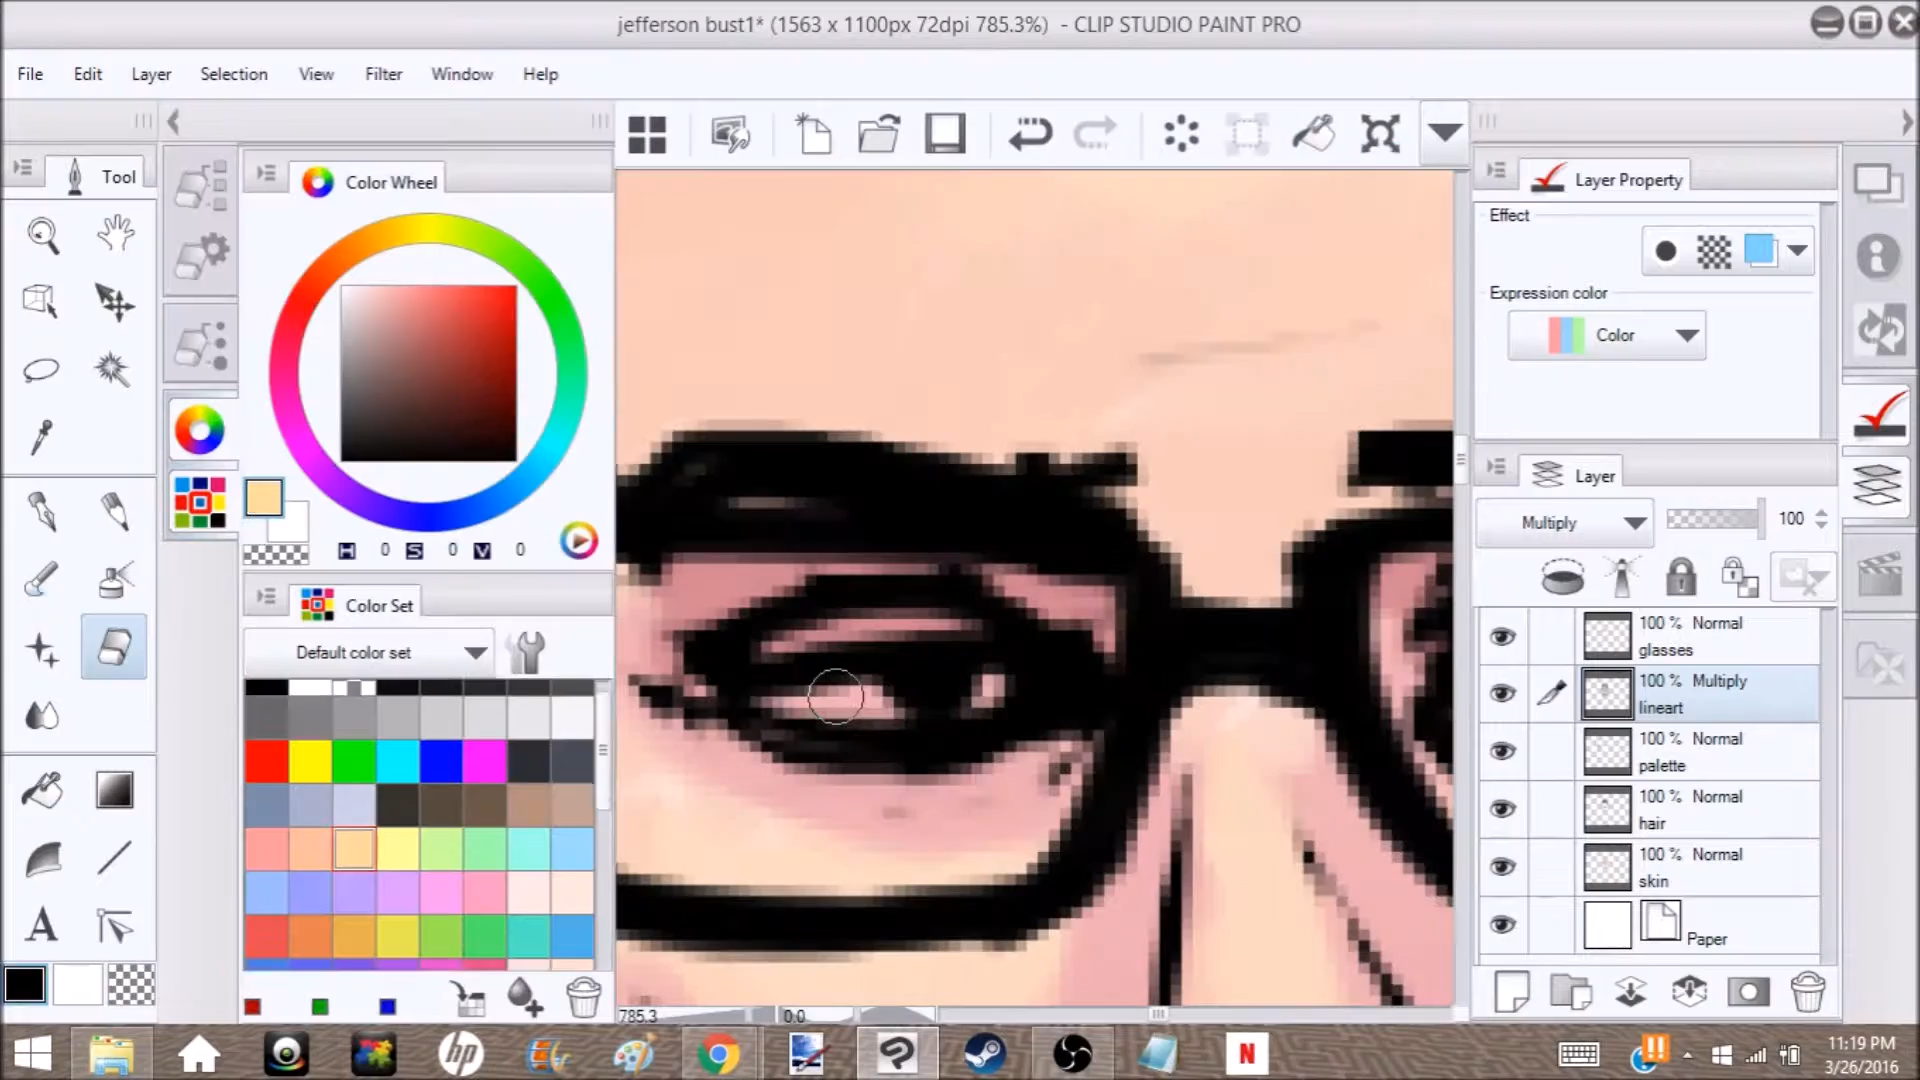 jefferson bust1* (1563 x 1100px 72dpi 785.3%)  - CLIP STUDIO PAINT PRO
File Edit Layer Selection View Filter Window Help
Tool
Color Wheel
H 0 S 0 V 0
Color Set
Default color set
785.3 0.0
Layer Property
Effect
Expression color
Color
Layer
Multiply 100
100 % Normal
glasses
100 % Multiply
lineart
100 % Normal
palette
100 % Normal
hair
100 % Normal
skin
Paper
A
hp
N
11:19 PM
3/26/2016